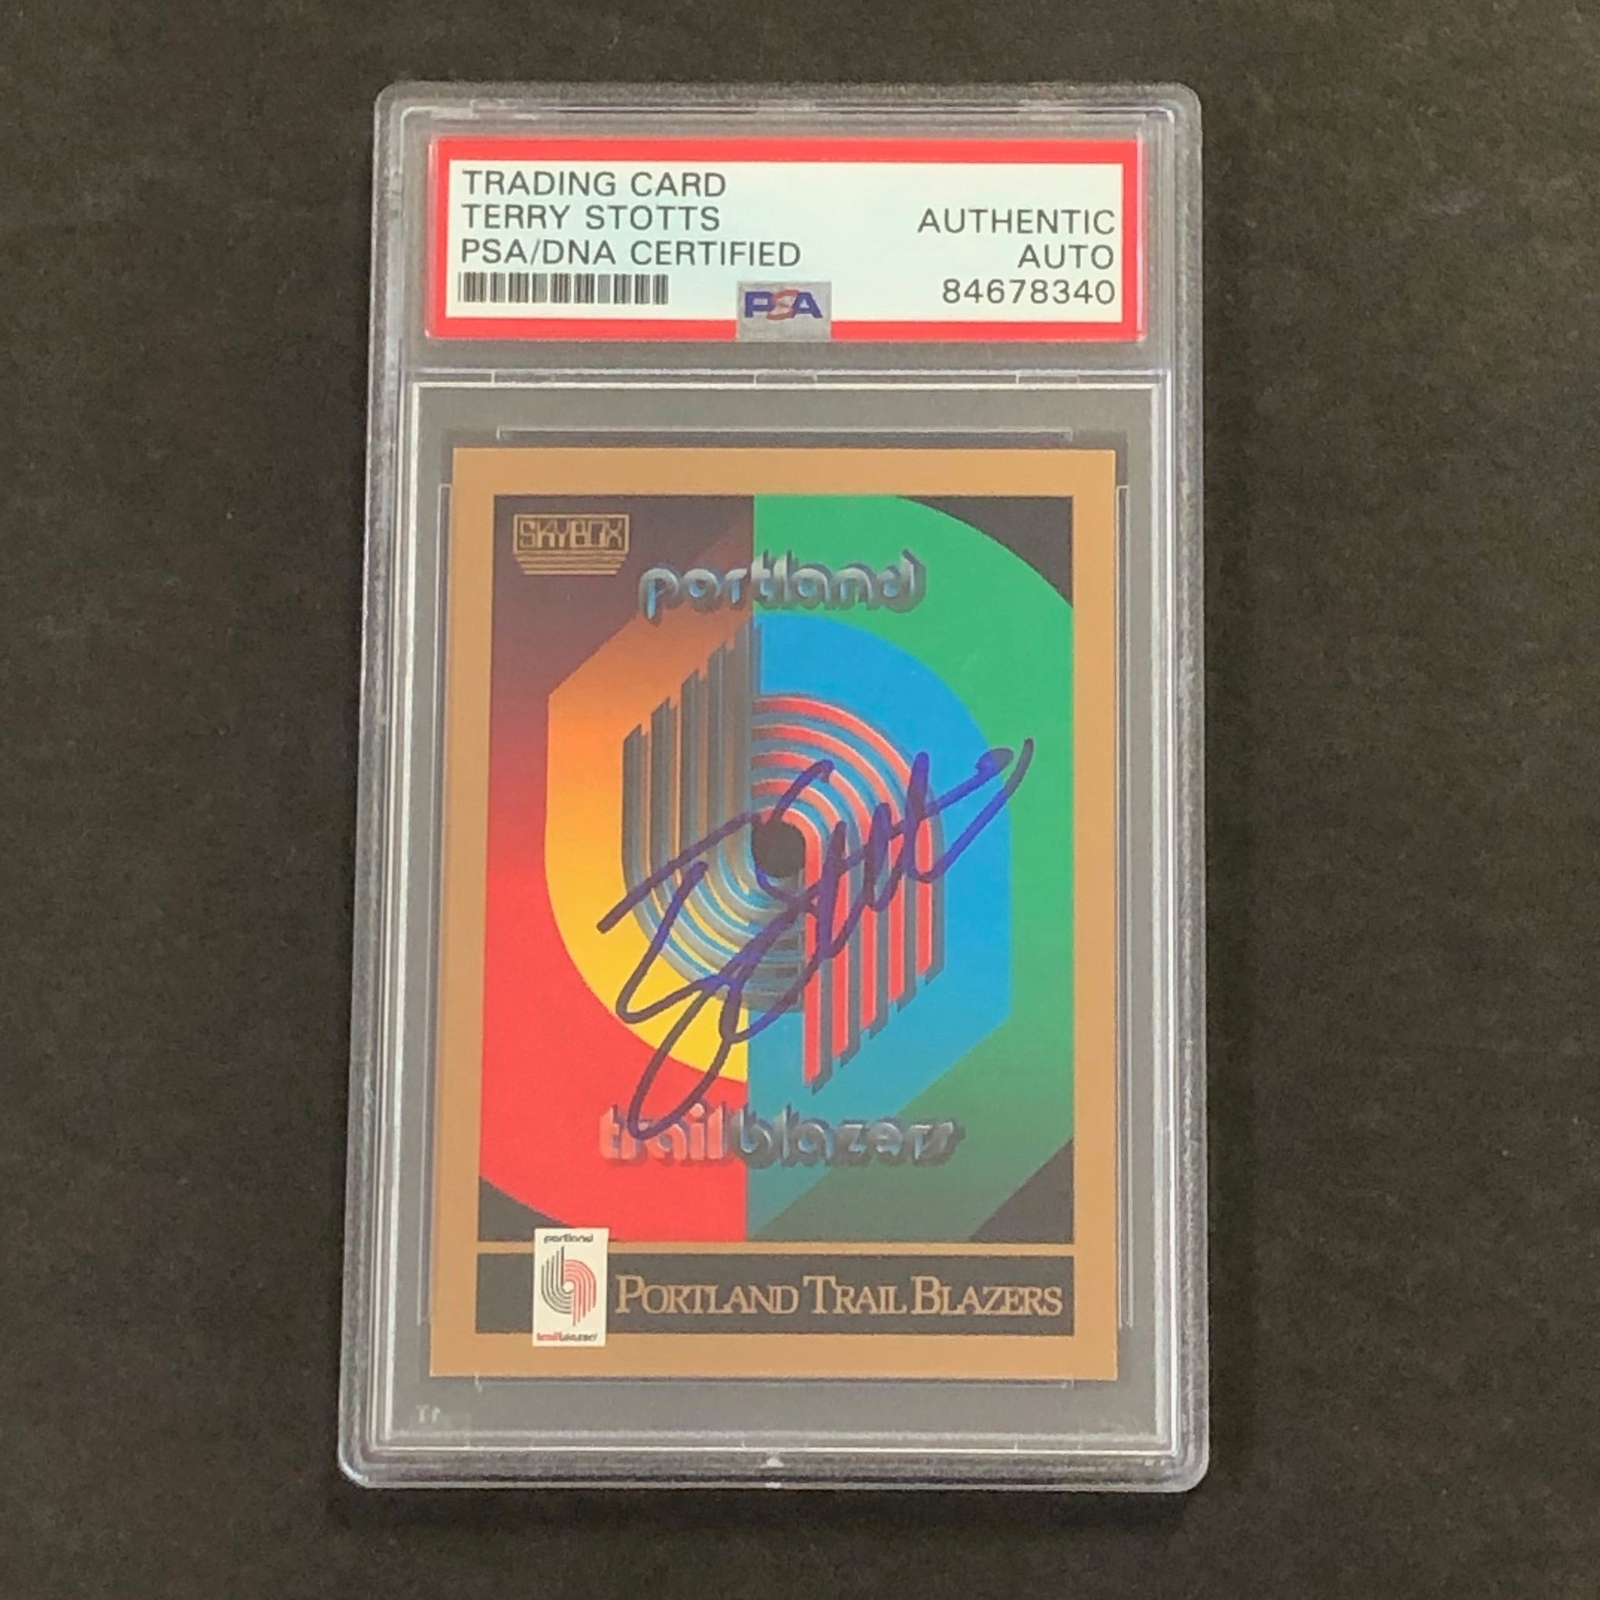 TRADING CARD
TERRY STOTTS
PSA/DNA CERTIFIED
AUTHENTIC
AUTO
84678340
PSA
SKYBOX
portland
T Stotts
trail blazers
portland
trail blazers
PORTLAND TRAIL BLAZERS